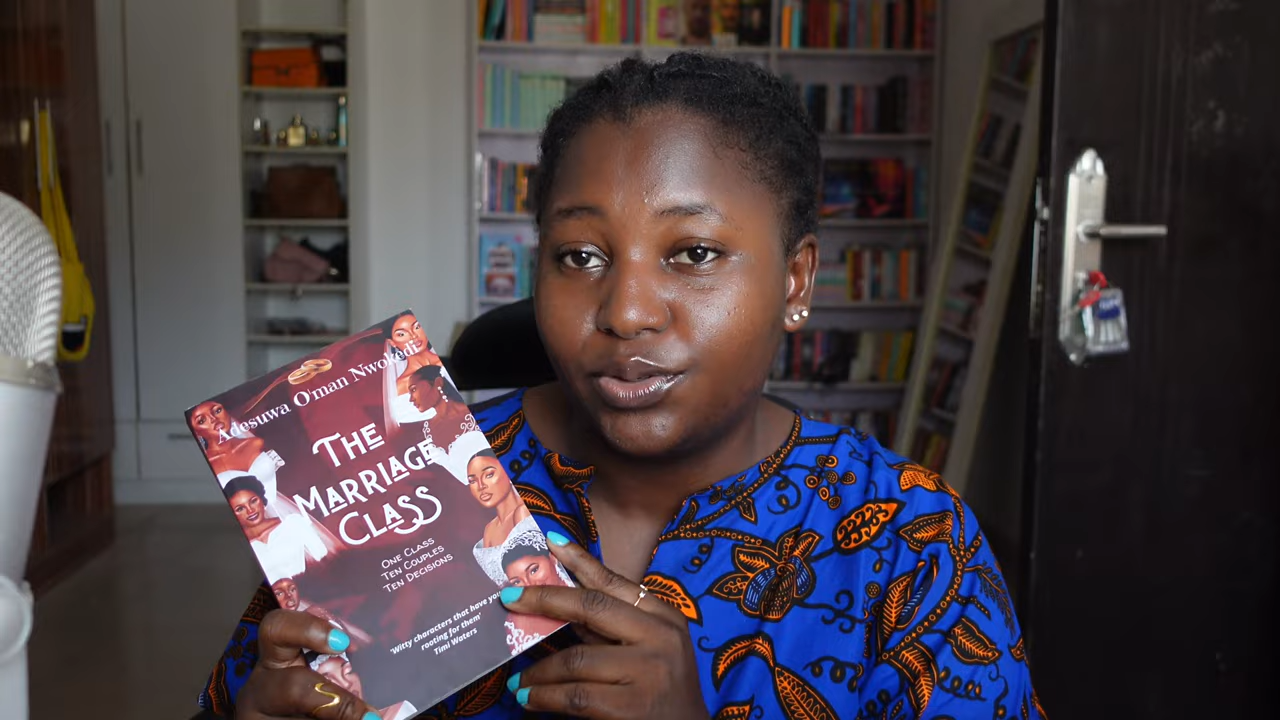 Adesuwa O'man Nwokedi
THE
MARRIAGE
CLASS
ONE CLASS
TEN COUPLES
TEN DECISIONS
"Witty characters that have you
rooting for them'
Timi Waters